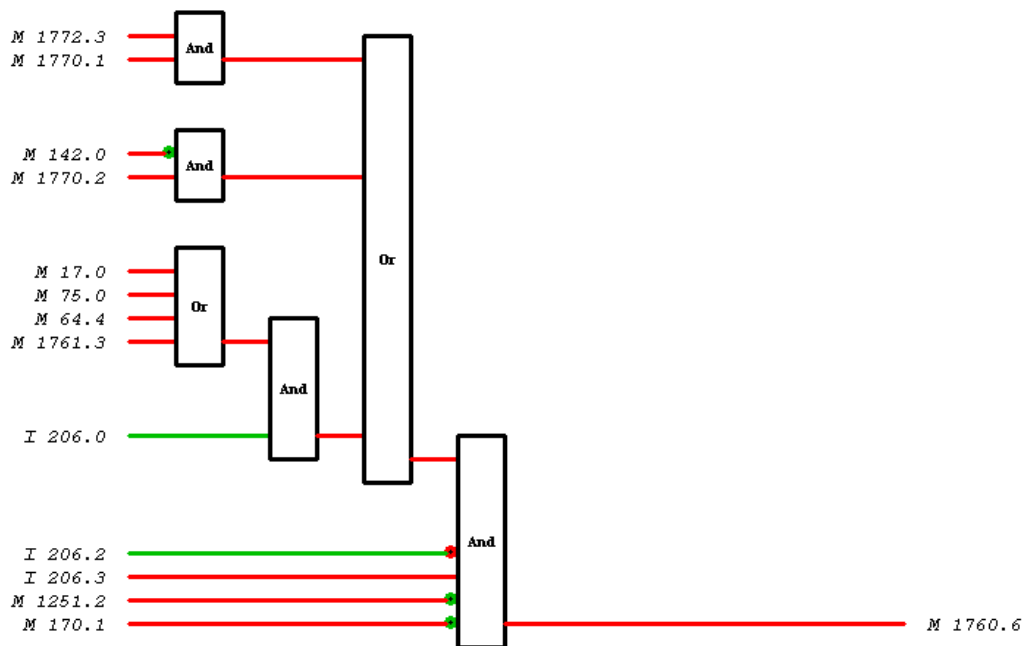 M 1772.3
And
M 1770.1
M 142.0
And
M 1770.2
Or
M 17.0
M 75.0
Or
M 64.4
M 1761.3
And
I 206.0
And
I 206.2
I 206.3
M 1251.2
M 170.1
M 1760.6